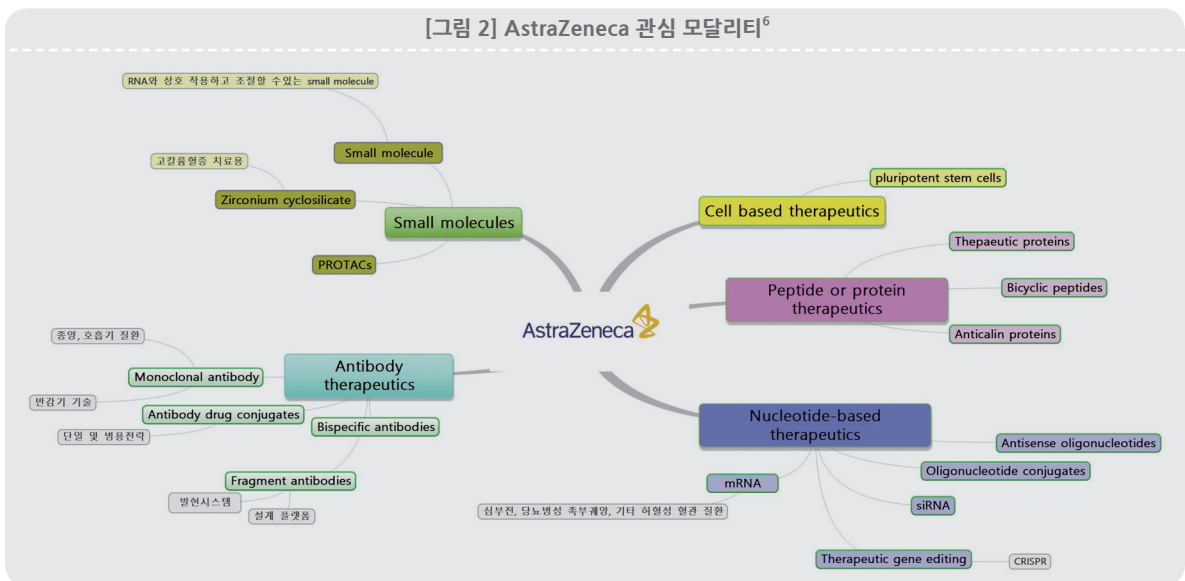 [그림 2] AstraZeneca 관심 모달리티6
RNA와 상호 작용하고 조절할 수있는 small molecule
Small molecule
고칼륨혈증 치료용
Zirconium cyclosilicate
Small molecules
PROTACs
pluripotent stem cells
Cell based therapeutics
Thepaeutic proteins
Peptide or protein
therapeutics
Bicyclic peptides
Anticalin proteins
AstraZeneca
종양, 호흡기 질환
Monoclonal antibody
반감기 기술
Antibody
therapeutics
Antibody drug conjugates
단일 및 병용전략
Bispecific antibodies
Fragment antibodies
발현시스템
설계 플랫폼
Nucleotide-based
therapeutics
Antisense oligonucleotides
Oligonucleotide conjugates
mRNA
심부전, 당뇨병성 족부궤양, 기타 허혈성 혈관 질환
siRNA
Therapeutic gene editing
CRISPR